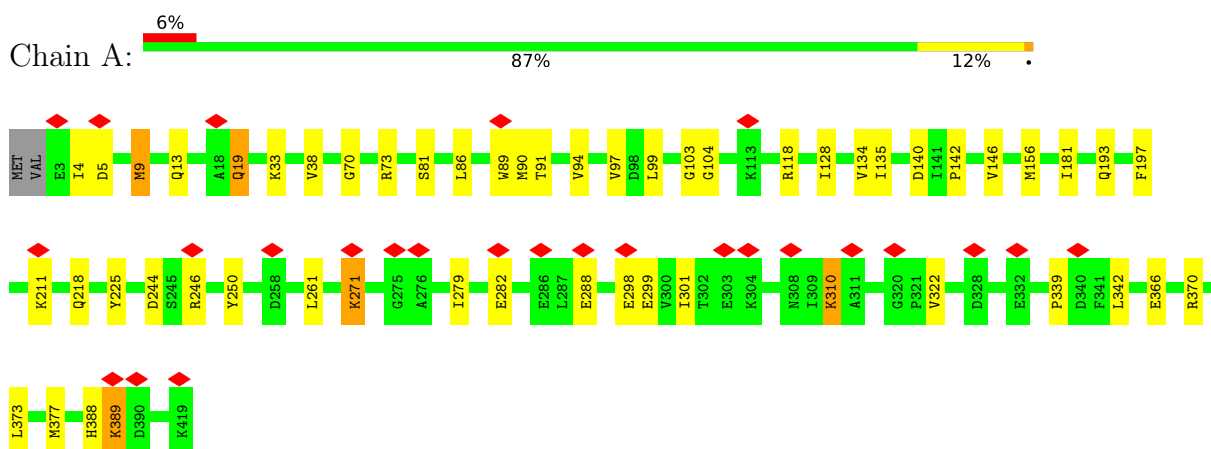 6%
Chain A:
87% 12% •
MET VAL E3 I4 D5 M9 Q13 A18 Q19 K33 V38 G70 R73 S81 L86 W89 M90 T91 V94 V97 D98 L99 G103 G104 K113 R118 I128 V134 I135 D140 I141 P142 V146 M156 I181 Q193 F197
K211 Q218 Y225 D244 S245 R246 Y250 D258 L261 K271 G275 A276 I279 E282 E286 L287 E288 E298 E299 V300 I301 T302 E303 K304 N308 I309 K310 A311 G320 P321 V322 D328 E332 P339 D340 F341 L342 E366 R370
L373 M377 H388 K389 D390 K419